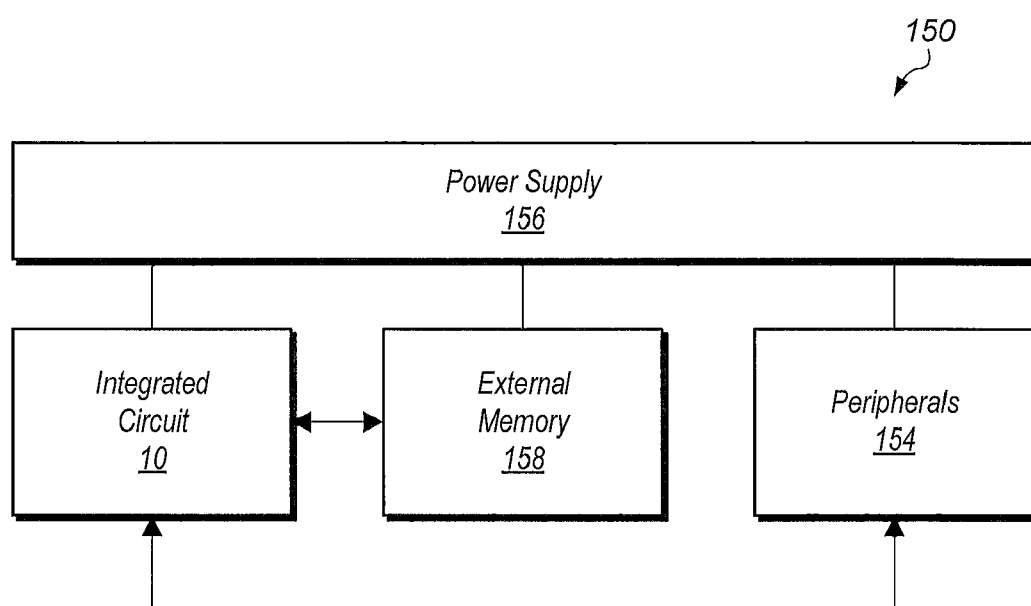 150
Power Supply
156
Integrated
Circuit
10
External
Memory
158
Peripherals
154